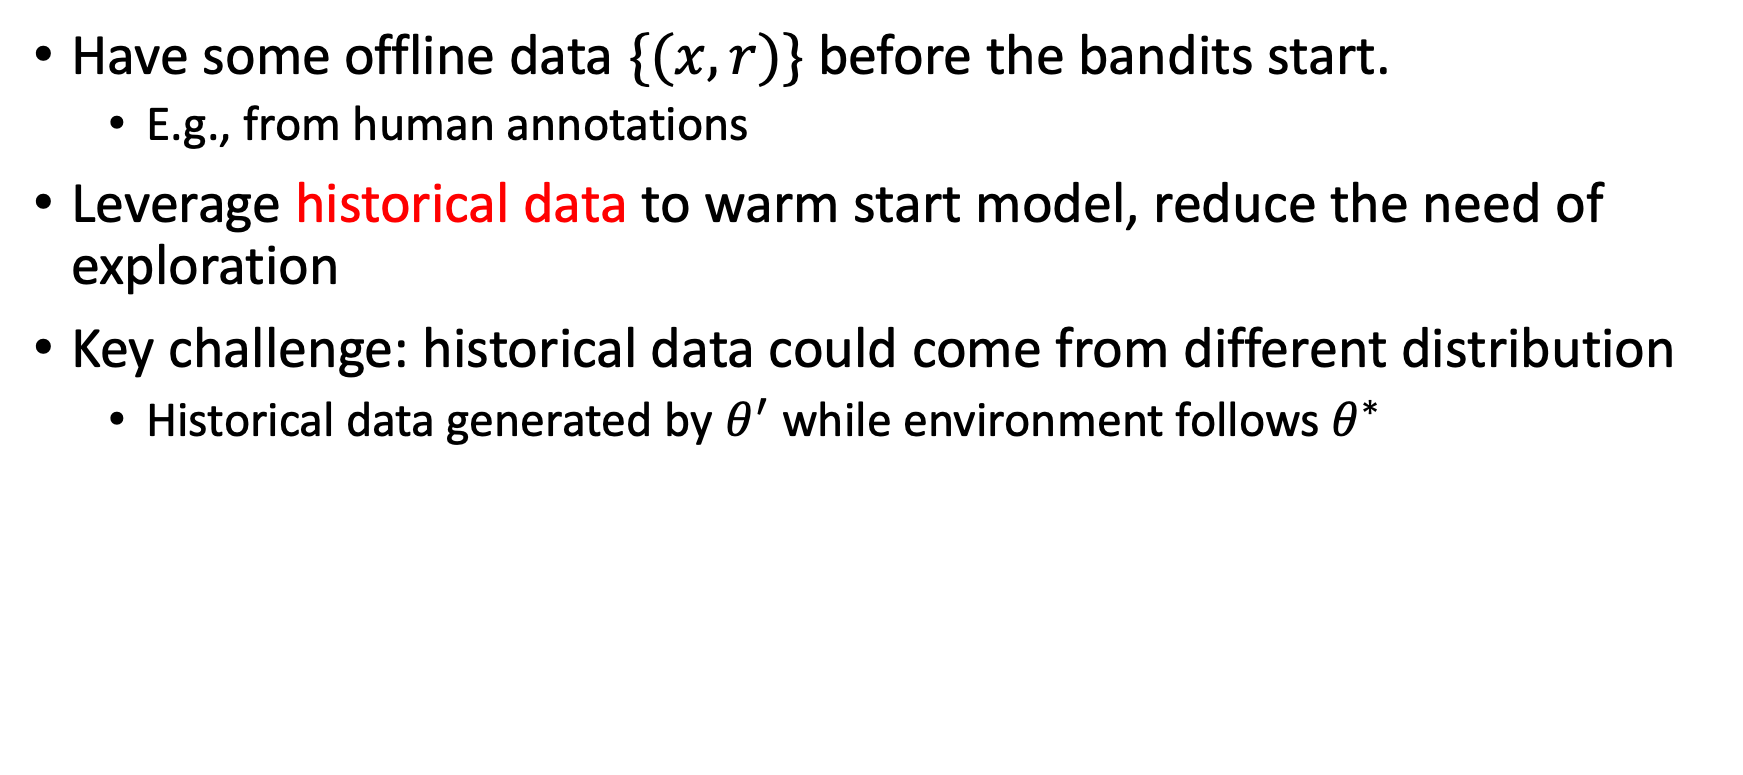 • Have some offline data {(x, r)} before the bandits start.
• E.g., from human annotations
• Leverage historical data to warm start model, reduce the need of
exploration
• Key challenge: historical data could come from different distribution
• Historical data generated by θ′ while environment follows θ*